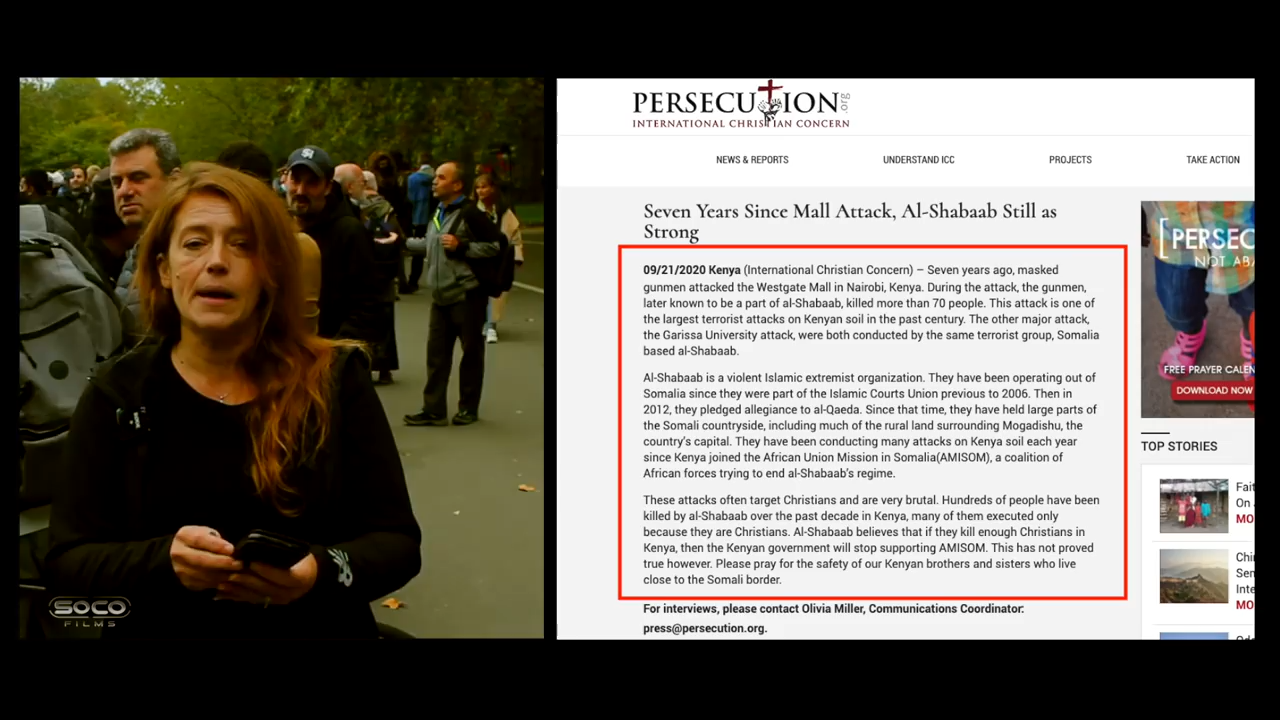 SOCO
FILMS
PERSECUTION.org
INTERNATIONAL CHRISTIAN CONCERN
NEWS & REPORTS
UNDERSTAND ICC
PROJECTS
TAKE ACTION
Seven Years Since Mall Attack, Al-Shabaab Still as
Strong
09/21/2020 Kenya (International Christian Concern) – Seven years ago, masked
gunmen attacked the Westgate Mall in Nairobi, Kenya. During the attack, the gunmen,
later known to be a part of al-Shabaab, killed more than 70 people. This attack is one of
the largest terrorist attacks on Kenyan soil in the past century. The other major attack,
the Garissa University attack, were both conducted by the same terrorist group, Somalia
based al-Shabaab.
Al-Shabaab is a violent Islamic extremist organization. They have been operating out of
Somalia since they were part of the Islamic Courts Union previous to 2006. Then in
2012, they pledged allegiance to al-Qaeda. Since that time, they have held large parts of
the Somali countryside, including much of the rural land surrounding Mogadishu, the
country's capital. They have been conducting many attacks on Kenya soil each year
since Kenya joined the African Union Mission in Somalia(AMISOM), a coalition of
African forces trying to end al-Shabaab's regime.
These attacks often target Christians and are very brutal. Hundreds of people have been
killed by al-Shabaab over the past decade in Kenya, many of them executed only
because they are Christians. Al-Shabaab believes that if they kill enough Christians in
Kenya, then the Kenyan government will stop supporting AMISOM. This has not proved
true however. Please pray for the safety of our Kenyan brothers and sisters who live
close to the Somali border.
For interviews, please contact Olivia Miller, Communications Coordinator:
press@persecution.org.
[PERSEC
NOT AB
FREE PRAYER CALEN
DOWNLOAD NOW
TOP STORIES
Fait
On
MO
Chi
Sen
Inte
MO